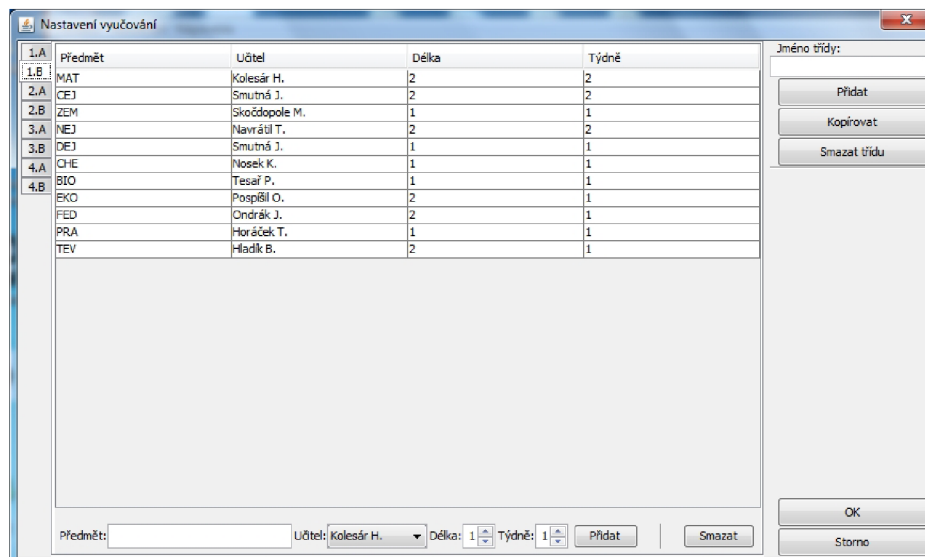 Nastavení vyučování
1.A
1.B
2.A
2.B
3.A
3.B
4.A
4.B
Předmět Učitel Délka Týdně
MAT Kolesár H. 2 2
CEJ Smutná J. 2 2
ZEM Skočdopole M. 1 1
NEJ Navrátil T. 2 2
DEJ Smutná J. 1 1
CHE Nosek K. 1 1
BIO Tesař P. 1 1
EKO Pospíšil O. 2 1
FED Ondrák J. 2 1
PRA Horáček T. 1 1
TEV Hladík B. 2 1
Jméno třídy:
Přidat
Kopírovat
Smazat třídu
Předmět: Učitel: Kolesár H. Délka: 1 Týdně: 1 Přidat Smazat
OK
Storno